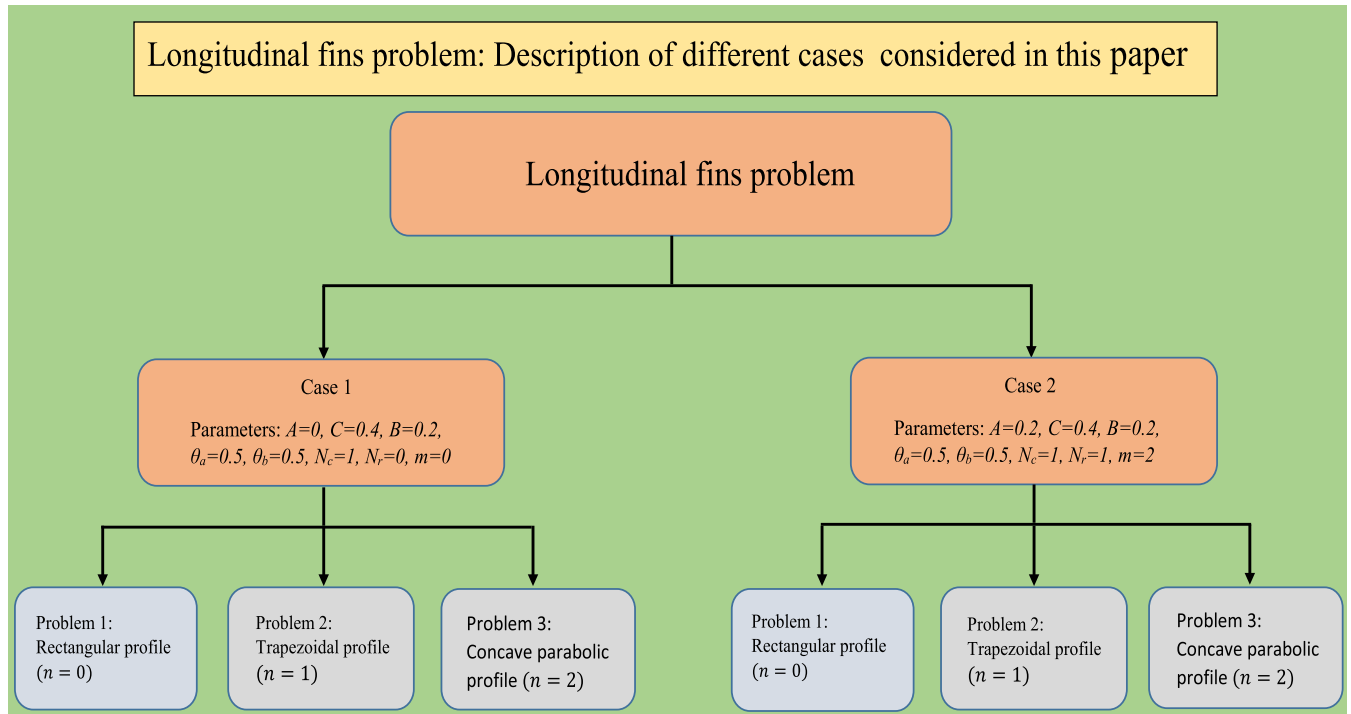 Longitudinal fins problem: Description of different cases considered in this paper
Longitudinal fins problem
Case 1
Parameters: A=0, C=0.4, B=0.2,
θₐ=0.5, θb=0.5, Nc=1, Nr=0, m=0
Case 2
Parameters: A=0.2, C=0.4, B=0.2,
θₐ=0.5, θb=0.5, Nc=1, Nr=1, m=2
Problem 1:
Rectangular profile
(n = 0)
Problem 2:
Trapezoidal profile
(n = 1)
Problem 3:
Concave parabolic
profile (n = 2)
Problem 1:
Rectangular profile
(n = 0)
Problem 2:
Trapezoidal profile
(n = 1)
Problem 3:
Concave parabolic
profile (n = 2)